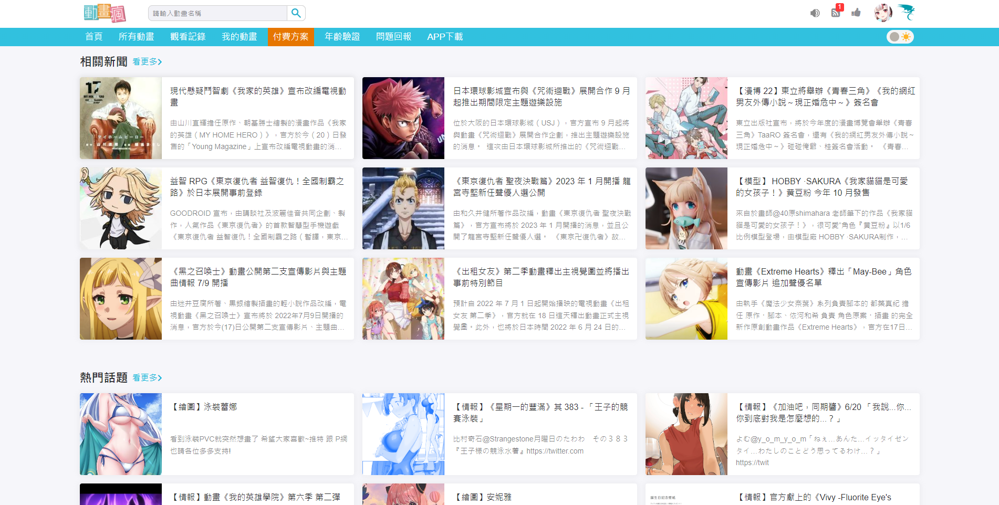 動畫瘋
請輸入動畫名稱
1
首頁 所有動畫 觀看記錄 我的動畫 付費方案 年齡驗證 問題回報 APP下載
相關新聞 看更多
17
MY HOME HERO
マイホームヒーロー
現代懸疑鬥智劇《我家的英雄》宣布改編電視動
畫
由山川直輝擔任原作、朝基勝士繪製的漫畫作品《我家
的英雄（MY HOME HERO）》，官方於今（20）日發
售的「Young Magazine」上宣布改編電視動畫的消...
日本環球影城宣布與《咒術迴戰》展開合作 9 月
起推出期間限定主題遊樂設施
位於大阪的日本環球影城（USJ），官方宣布 9 月起將
與動畫《咒術迴戰》展開合作企劃，推出主題遊樂設施
的消息。 這次由日本環球影城所推出的《咒術迴戰...
【漫博 22】東立將舉辦《青春三角》《我的網紅
男友外傳小說～現正婚危中～》簽名會
東立出版社宣布，將於今年度的漫畫博覽會舉辦《青春
三角》TaaRO 簽名會，還有《我的網紅男友外傳小說～
現正婚危中～》碰碰俺爺、桂簽名會活動。 《青春...
益智 RPG《東京復仇者 益智復仇！全國制霸之
路》於日本展開事前登錄
GOODROID 宣布，由講談社及波麗佳音共同企劃、製
作，人氣作品《東京復仇者》的首款智慧型手機遊戲
《東京復仇者 益智復仇！全國制霸之路（暫譯，東京...
《東京復仇者 聖夜決戰篇》2023 年 1 月開播 龍
宮寺堅新任聲優人選公開
由和久井健所著作品改編，動畫《東京復仇者 聖夜決戰
篇》，官方宣布將於 2023 年 1 月開播的消息，並且公
開了龍宮寺堅新任聲優人選。 《東京卍復仇者》故...
【模型】 HOBBY ·SAKURA《我家貓貓是可愛
的女孩子！》黄豆粉 今年 10 月發售
來自於畫師@40原shimahara 老師筆下的作品《我家貓
貓是可愛的女孩子！》，很可愛”角色『黄豆粉』以1/6
比例模型登場，由模型廠 HOBBY ·SAKURA制作，...
《黑之召喚士》動畫公開第二支宣傳影片與主題
曲情報 7/9 開播
由迷井豆腐所著、黑銀繪製插畫的輕小說作品改編，電
視動畫《黑之召喚士》宣布將於 2022年7月9日開播的
消息，官方於今(17)日公開第二支宣傳影片、主題曲...
《出租女友》第二季動畫釋出主視覺圖並將播出
事前特別節目
預計自 2022 年 7 月 1 日起開始播映的電視動畫《出租
女友 第二季》，官方就在 18 日這天釋出動畫正式主視
覺圖。此外，也將於日本時間 2022 年 6 月 24 日的...
動畫《Extreme Hearts》釋出「May-Bee」角色
宣傳影片 追加聲優名單
由執手《魔法少女奈葉》系列負責腳本的 都築真紀 擔
任 原作．腳本、依河和希 負責 角色原案．插畫 的完全
新作原創動畫作品《Extreme Hearts》，官方在17日...
熱門話題 看更多
【繪圖】泳裝蕾娜
看到泳裝PVC就突然想畫了 希望大家喜歡~推特 跟 P網
也請各位多多支持!
【情報】《星期一的豐滿》其 383 - 「王子的競
賽泳裝」
比村奇石@Strangestone月曜日のたわわ　その３８３
『王子様の競泳水着』https://twitter.com
【情報】《加油吧，同期醬》6/20 「我說...你...
你到底對我是怎麼想的...？」
よむ@y_o_m_y_o_m「ねぇ…あんた…イッタイゼン
タイ…わたしのことどう思ってるわけ…？」
https://twit
【情報】動畫《我的英雄學院》第六季 第二彈
【繪圖】安妮雅
誕生日記念壁紙
【情報】官方獻上的《Vivy -Fluorite Eye's